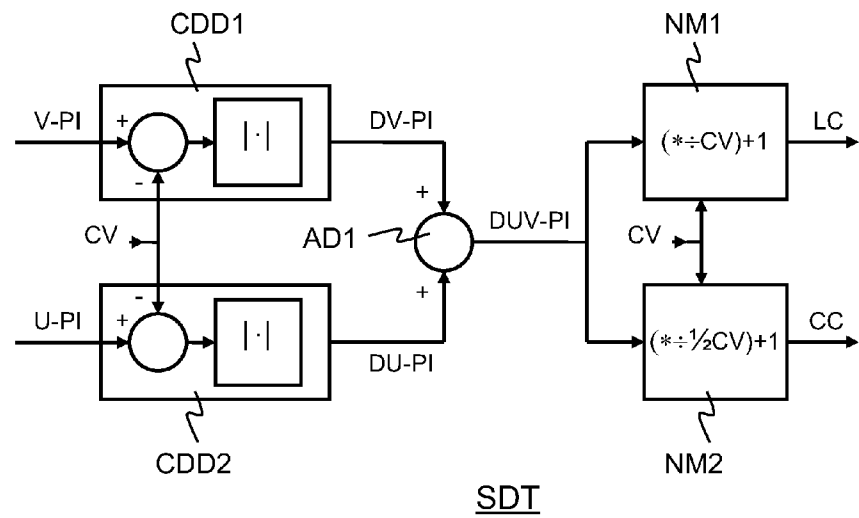 CDD1
NM1
V-PI
+
|·|
DV-PI
(*÷CV)+1
LC
-
+
CV
AD1
DUV-PI
CV
-
+
U-PI
+
|·|
DU-PI
(*÷½CV)+1
CC
CDD2
NM2
SDT